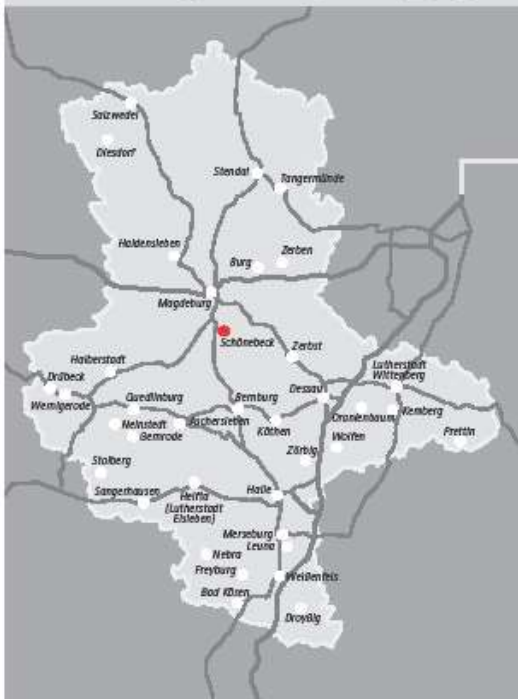 Salzwedel
Diesdorf
Stendal
Tangermünde
Haldensleben
Burg
Zerben
Magdeburg
Schönebeck
Zerbst
Halberstadt
Lutherstadt
Wittenberg
Drübeck
Wernigerode
Quedlinburg
Bernburg
Dessau
Neinstedt
Aschersleben
Oranienbaum
Kemberg
Gernrode
Köthen
Wolfen
Prettin
Zörbig
Stolberg
Sangerhausen
Helfta
(Lutherstadt
Eisleben)
Halle
Merseburg
Leuna
Nebra
Freyburg
Weißenfels
Bad Kösen
Droyßig